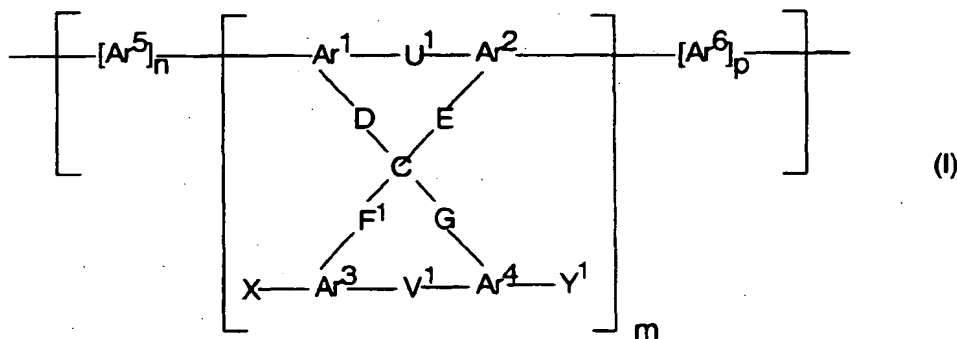 [Ar⁵]n Ar¹ U¹ Ar² [Ar⁶]p
D E
C (I)
F¹ G
X Ar³ V¹ Ar⁴ Y¹
m